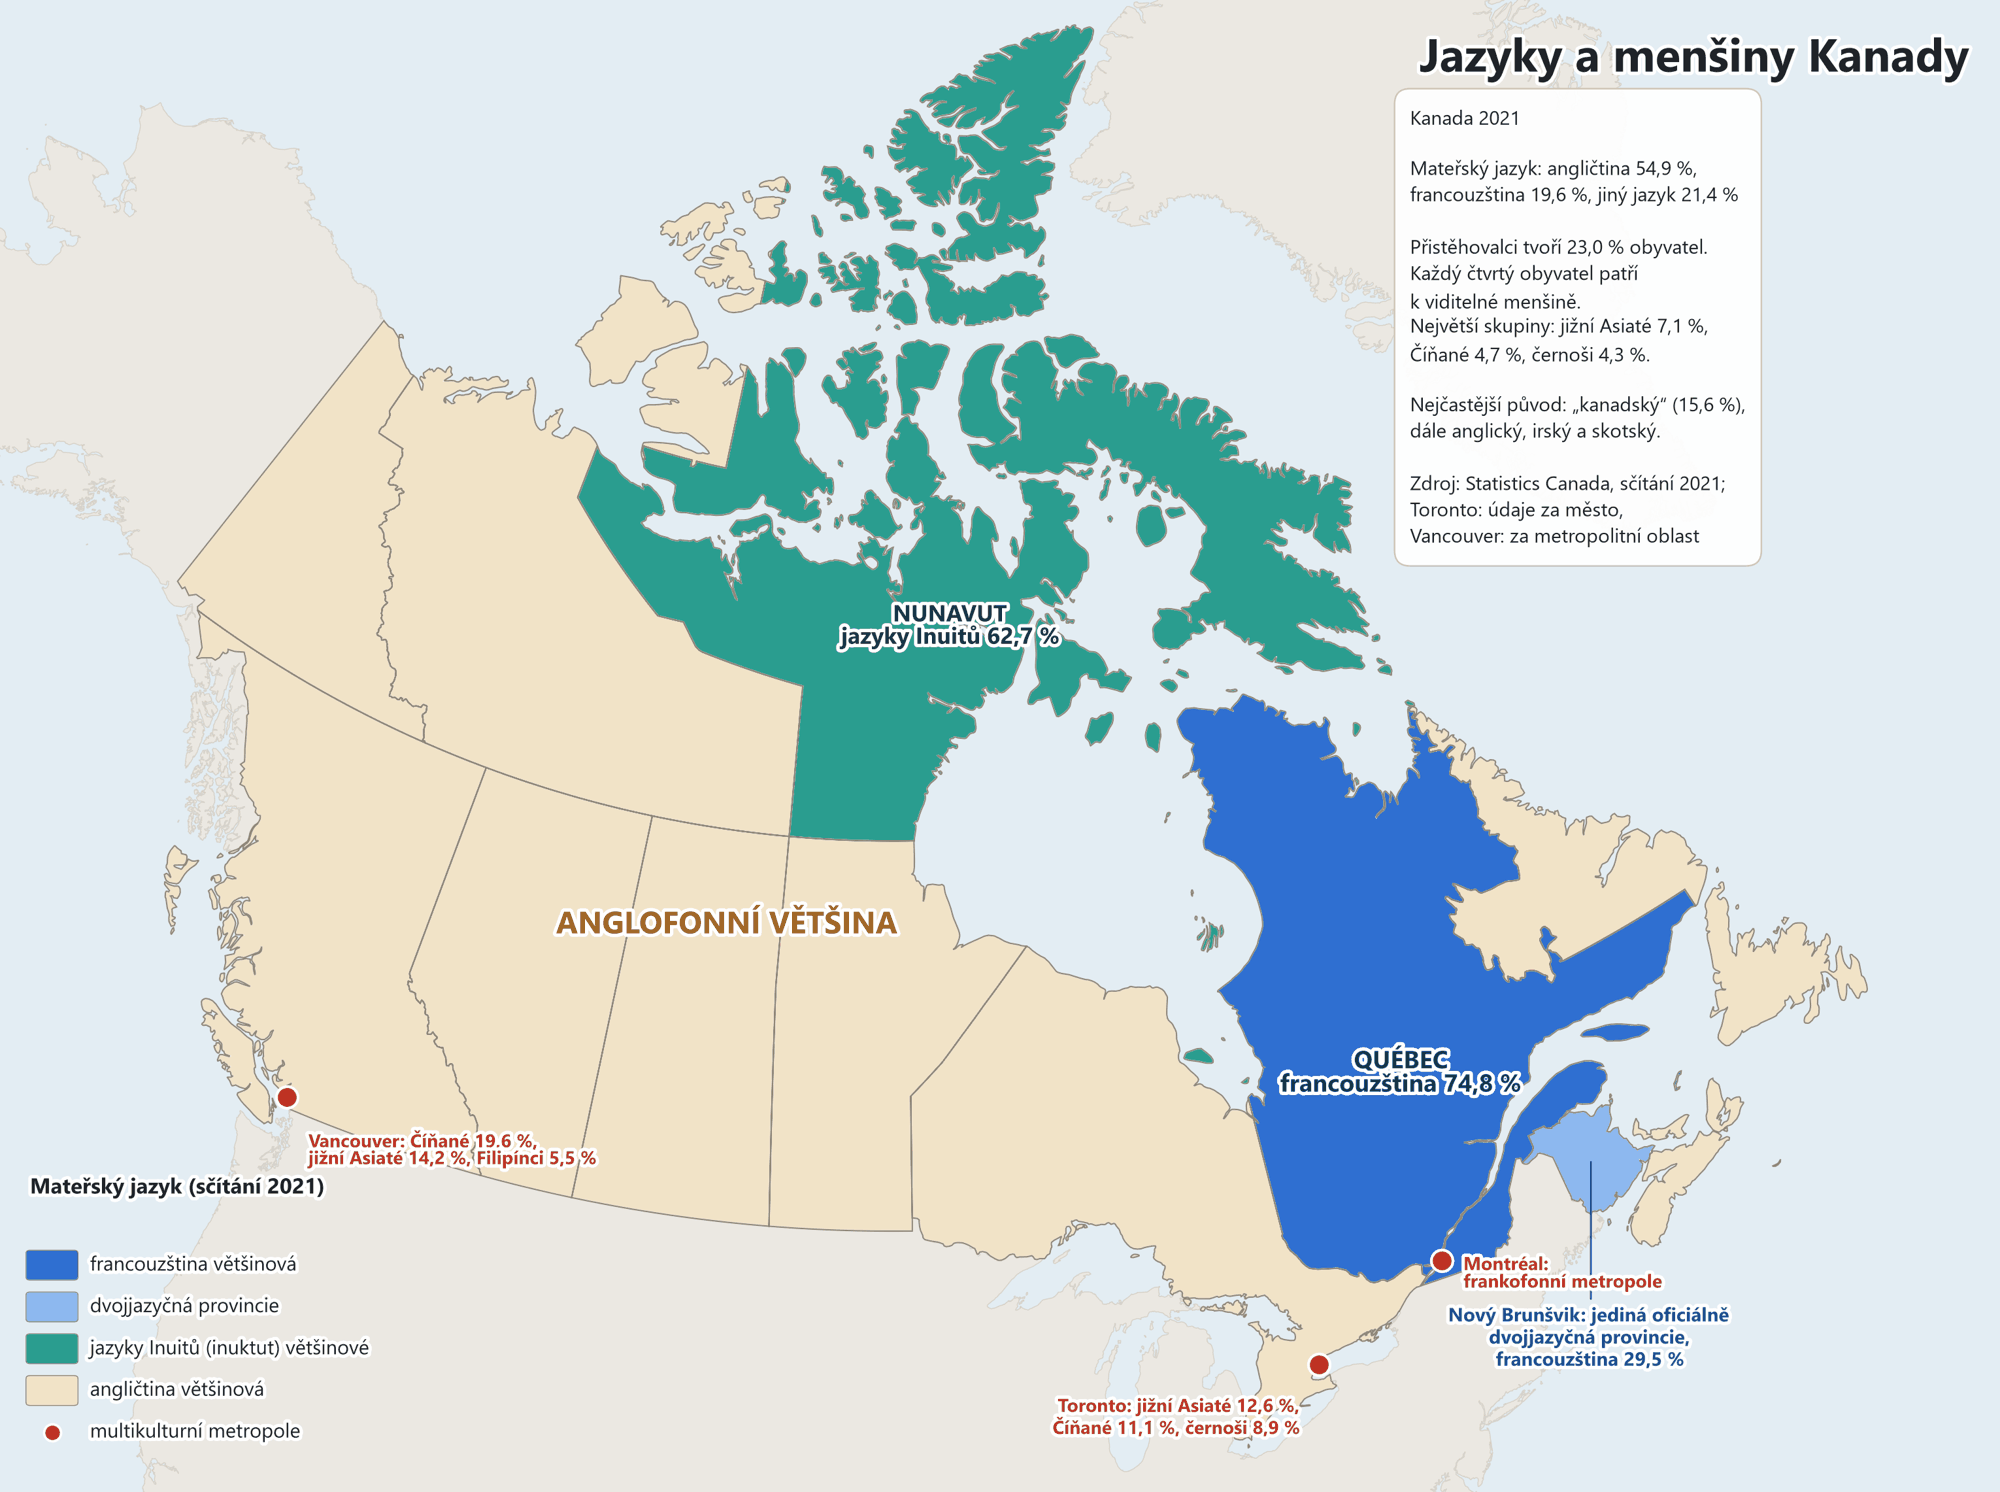 Jazyky a menšiny Kanady
Kanada 2021
Mateřský jazyk: angličtina 54,9 %,
francouzština 19,6 %, jiný jazyk 21,4 %
Přistěhovalci tvoří 23,0 % obyvatel.
Každý čtvrtý obyvatel patří
k viditelné menšině.
Největší skupiny: jižní Asiaté 7,1 %,
Číňané 4,7 %, černoši 4,3 %.
Nejčastější původ: „kanadský“ (15,6 %),
dále anglický, irský a skotský.
Zdroj: Statistics Canada, sčítání 2021;
Toronto: údaje za město,
Vancouver: za metropolitní oblast
NUNAVUT
jazyky Inuitů 62,7 %
ANGLOFONNÍ VĚTŠINA
QUÉBEC
francouzština 74,8 %
Vancouver: Číňané 19,6 %,
jižní Asiaté 14,2 %, Filipínci 5,5 %
Montréal:
frankofonní metropole
Nový Brunšvik: jediná oficiálně
dvojjazyčná provincie,
francouzština 29,5 %
Toronto: jižní Asiaté 12,6 %,
Číňané 11,1 %, černoši 8,9 %
Mateřský jazyk (sčítání 2021)
francouzština většinová
dvojjazyčná provincie
jazyky Inuitů (inuktut) většinové
angličtina většinová
multikulturní metropole